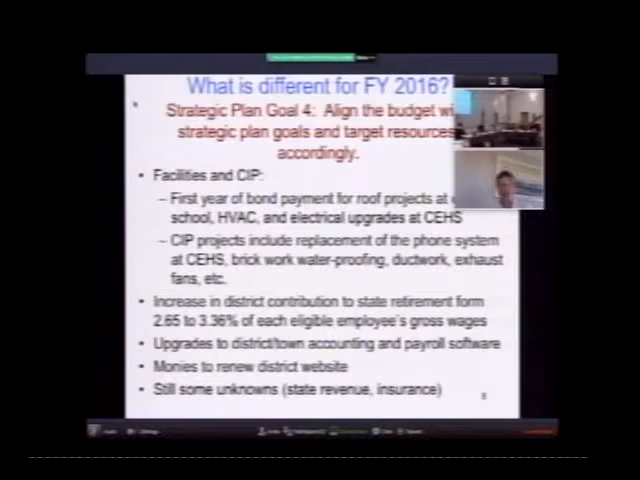 What is different for FY 2016?
Strategic Plan Goal 4: Align the budget
strategic plan goals and target resources
accordingly.
• Facilities and CIP:
– First year of bond payment for roof projects at
school, HVAC, and electrical upgrades at CEHS
– CIP projects include replacement of the phone system
at CEHS, brick work water-proofing, ductwork, exhaust
fans, etc.
• Increase in district contribution to state retirement form
2.65 to 3.36% of each eligible employee's gross wages
• Upgrades to district/town accounting and payroll software
• Monies to renew district website
• Still some unknowns (state revenue, insurance)